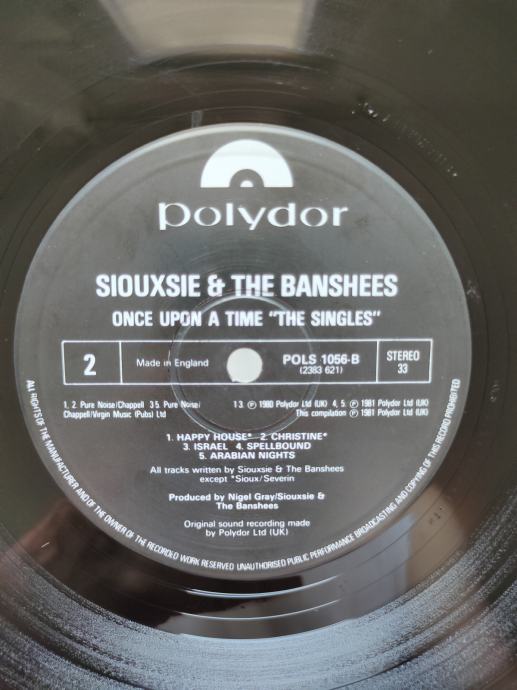 polydor
SIOUXSIE & THE BANSHEES
ONCE UPON A TIME "THE SINGLES"
2
Made in England
POLS 1056-B
(2383 621)
STEREO
33
1. 2. Pure Noise/Chappell 3 5 Pure Noise/
Chappell/Virgin Music (Pubs) Ltd
1 3. ℗ 1980 Polydor Ltd (UK) 4, 5. ℗ 1981 Polydor Ltd (UK)
This compilation ℗ 1981 Polydor Ltd (UK)
1. HAPPY HOUSE* 2. CHRISTINE*
3. ISRAEL 4. SPELLBOUND
5. ARABIAN NIGHTS
All tracks written by Siouxsie & The Banshees
except *Sioux/Severin
Produced by Nigel Gray/Siouxsie &
The Banshees
Original sound recording made
by Polydor Ltd (UK)
ALL RIGHTS OF THE MANUFACTURER AND OF THE OWNER OF THE RECORDED WORK RESERVED UNAUTHORISED PUBLIC PERFORMANCE BROADCASTING AND COPYING OF THIS RECORD PROHIBITED